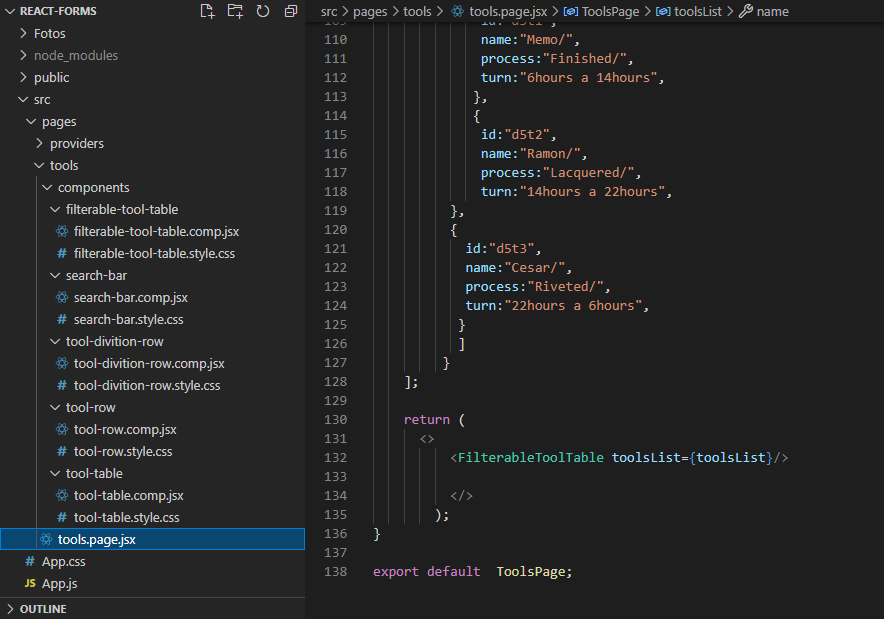 REACT-FORMS
Fotos
node_modules
public
src
pages
providers
tools
components
filterable-tool-table
filterable-tool-table.comp.jsx
# filterable-tool-table.style.css
search-bar
search-bar.comp.jsx
# search-bar.style.css
tool-divition-row
tool-divition-row.comp.jsx
# tool-divition-row.style.css
tool-row
tool-row.comp.jsx
# tool-row.style.css
tool-table
tool-table.comp.jsx
# tool-table.style.css
tools.page.jsx
# App.css
JS App.js
OUTLINE
src > pages > tools > tools.page.jsx > ToolsPage > toolsList > name
109 id:"d5t1",
110 name:"Memo/",
111 process:"Finished/",
112 turn:"6hours a 14hours",
113 },
114 {
115 id:"d5t2",
116 name:"Ramon/",
117 process:"Lacquered/",
118 turn:"14hours a 22hours",
119 },
120 {
121 id:"d5t3",
122 name:"Cesar/",
123 process:"Riveted/",
124 turn:"22hours a 6hours",
125 }
126 ]
127 }
128 ];
129
130 return (
131 <>
132 <FilterableToolTable toolsList={toolsList}/>
133
134 </>
135 );
136 }
137
138 export default  ToolsPage;